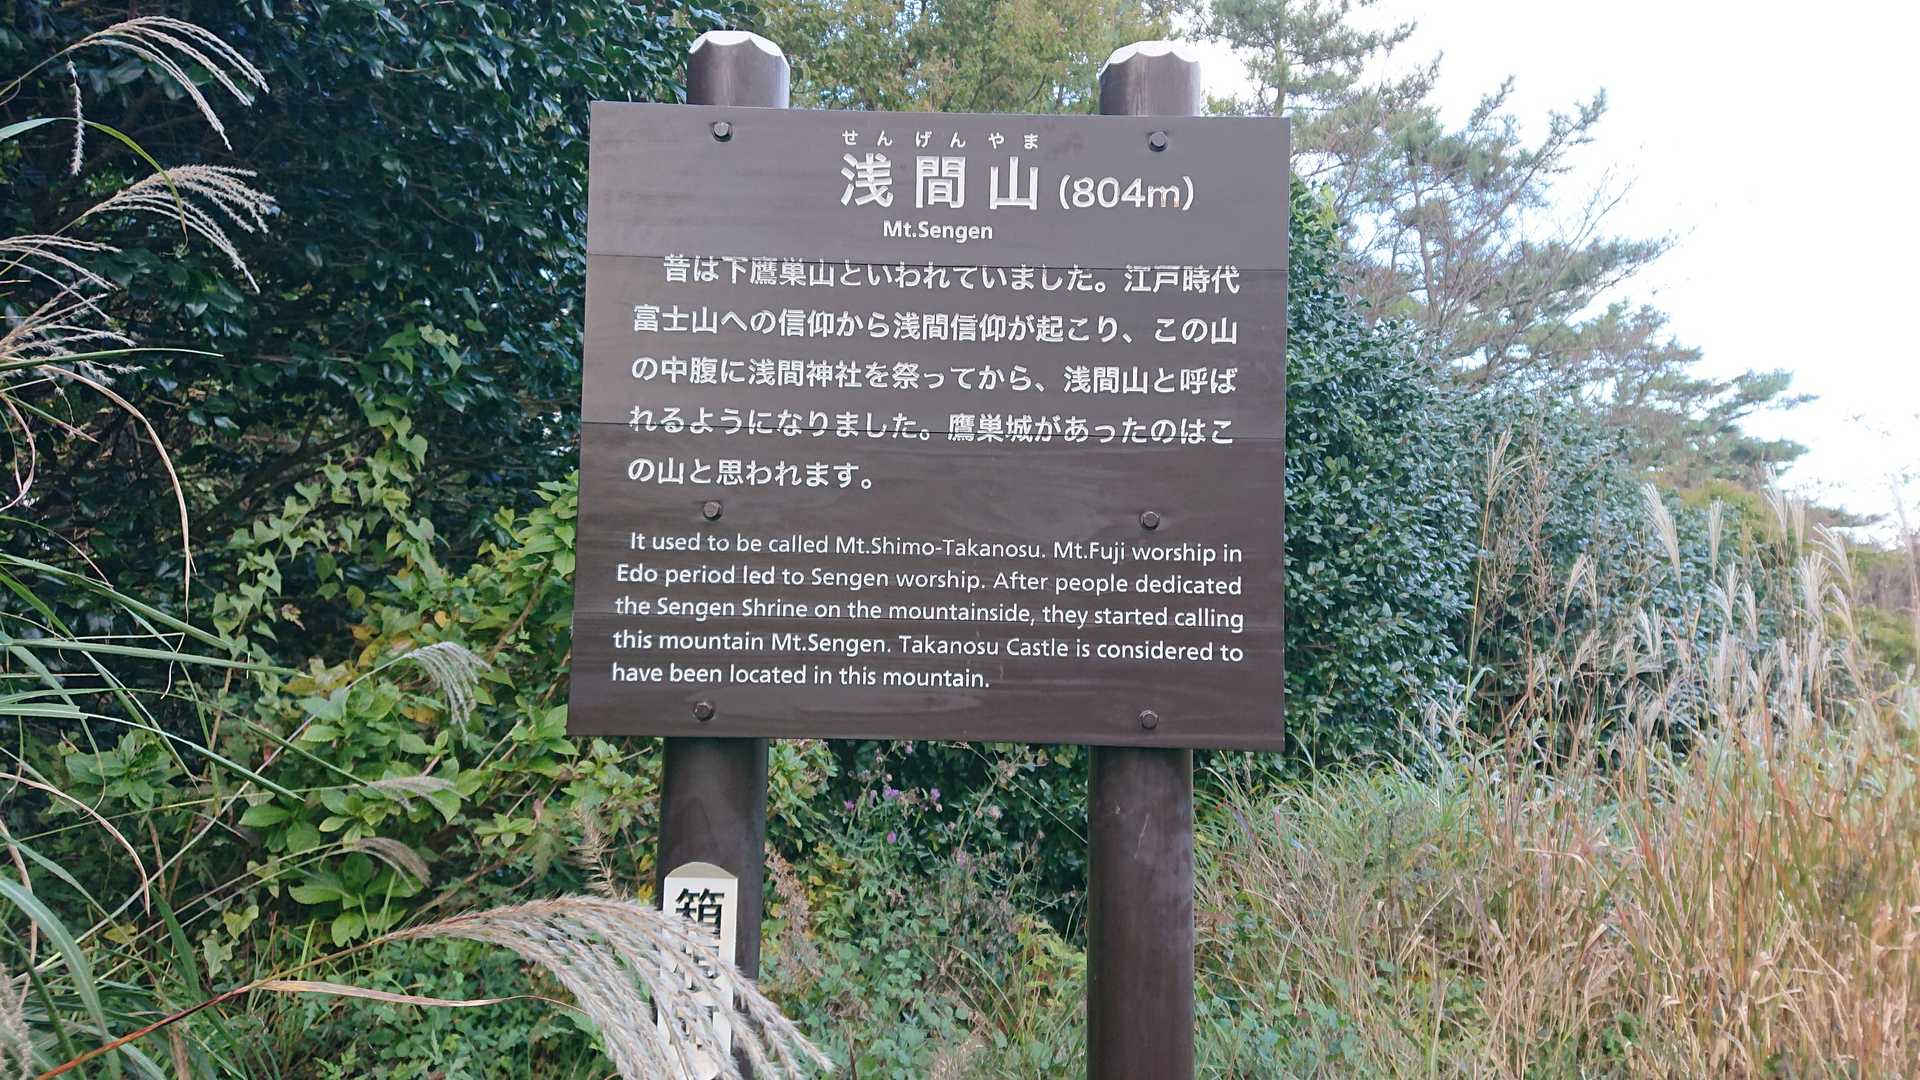 せんげんやま
浅間山 (804m)
Mt.Sengen
昔は下鷹巣山といわれていました。江戸時代
富士山への信仰から浅間信仰が起こり、この山
の中腹に浅間神社を祭ってから、浅間山と呼ば
れるようになりました。鷹巣城があったのはこ
の山と思われます。
It used to be called Mt.Shimo-Takanosu. Mt.Fuji worship in
Edo period led to Sengen worship. After people dedicated
the Sengen Shrine on the mountainside, they started calling
this mountain Mt.Sengen. Takanosu Castle is considered to
have been located in this mountain.
箱